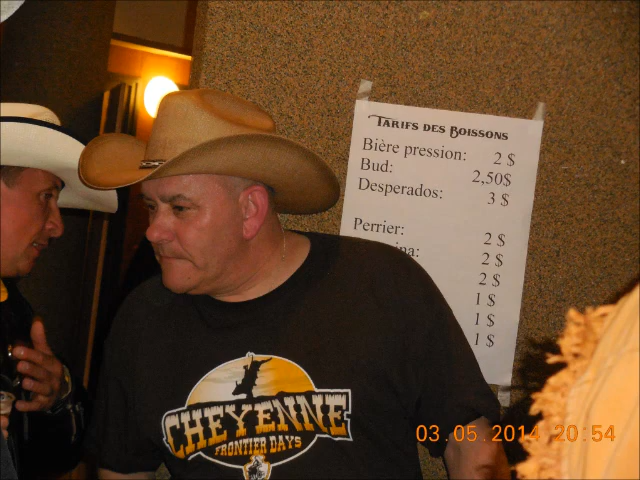 Tarifs des Boissons
Bière pression: 2 $
Bud: 2,50$
Desperados: 3 $
Perrier: 2 $
ina: 2 $
2 $
1 $
1 $
1 $
CHEYENNE
FRONTIER DAYS
03.05.2014 20:54